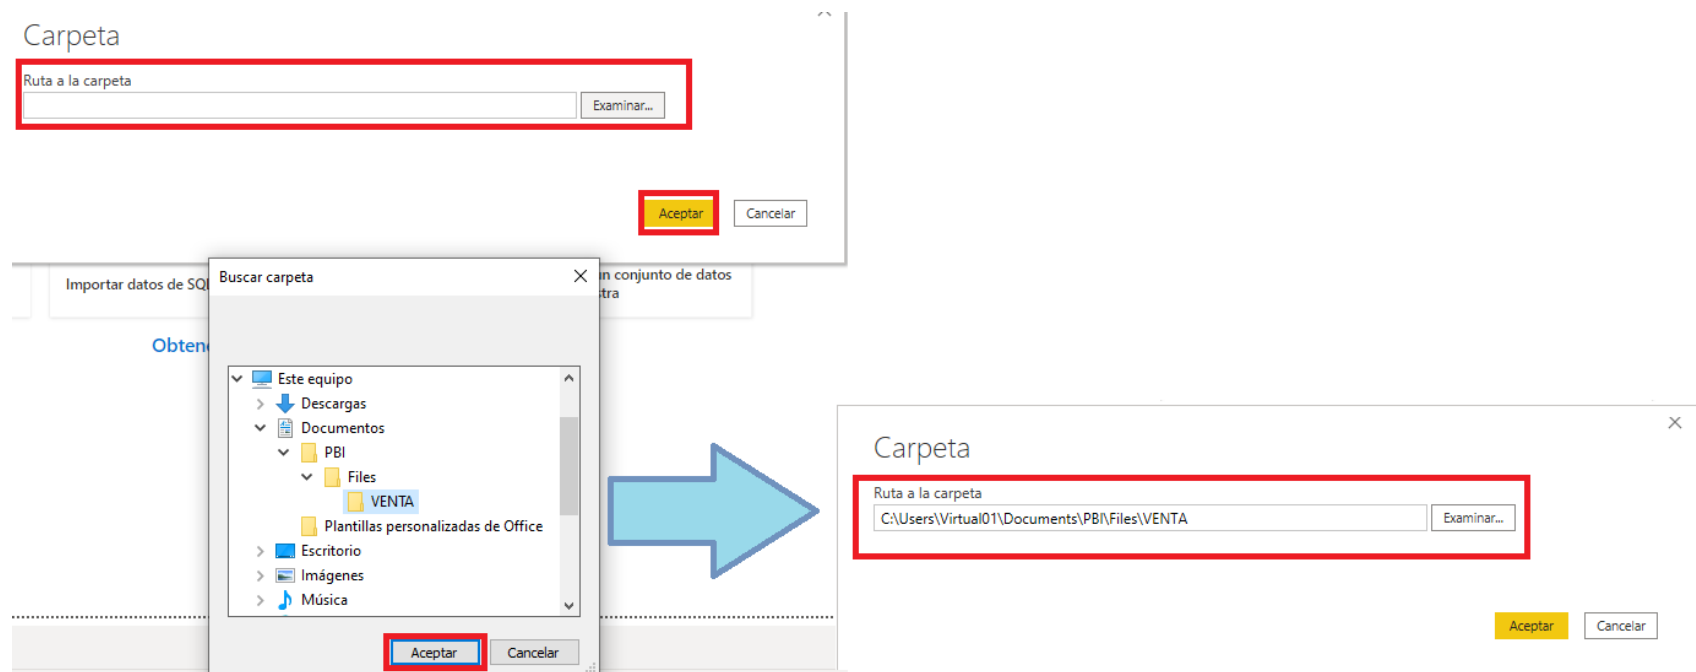 Carpeta
Ruta a la carpeta
Examinar...
Aceptar
Cancelar
Importar datos de SQ
n conjunto de datos
stra
Obten
Buscar carpeta
Este equipo
Descargas
Documentos
PBI
Files
VENTA
Plantillas personalizadas de Office
Escritorio
Imágenes
Música
Aceptar
Cancelar
Carpeta
Ruta a la carpeta
C:\Users\Virtual01\Documents\PBI\Files\VENTA
Examinar...
Aceptar
Cancelar